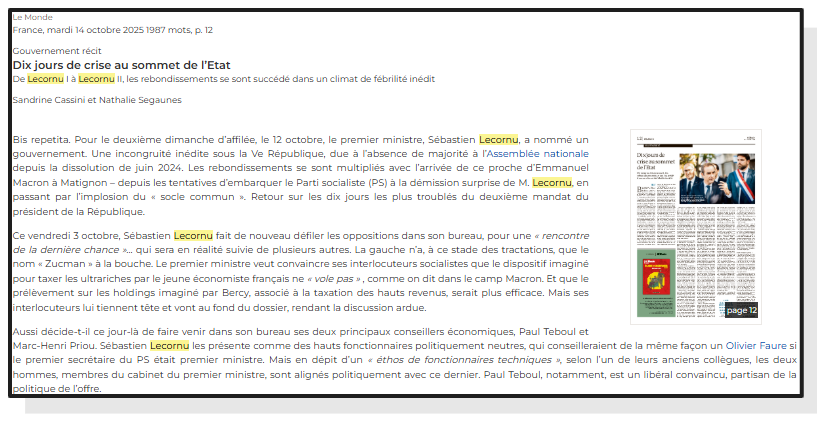 Le Monde
France, mardi 14 octobre 2025 1987 mots, p. 12
Gouvernement récit
Dix jours de crise au sommet de l'Etat
De Lecornu I à Lecornu II, les rebondissements se sont succédé dans un climat de fébrilité inédit
Sandrine Cassini et Nathalie Segaunes
Bis repetita. Pour le deuxième dimanche d'affilée, le 12 octobre, le premier ministre, Sébastien Lecornu, a nommé un
gouvernement. Une incongruité inédite sous la Ve République, due à l'absence de majorité à l'Assemblée nationale
depuis la dissolution de juin 2024. Les rebondissements se sont multipliés avec l'arrivée de ce proche d'Emmanuel
Macron à Matignon – depuis les tentatives d'embarquer le Parti socialiste (PS) à la démission surprise de M. Lecornu, en
passant par l'implosion du « socle commun ». Retour sur les dix jours les plus troublés du deuxième mandat du
président de la République.
Ce vendredi 3 octobre, Sébastien Lecornu fait de nouveau défiler les oppositions dans son bureau, pour une « rencontre
de la dernière chance »... qui sera en réalité suivie de plusieurs autres. La gauche n'a, à ce stade des tractations, que le
nom « Zucman » à la bouche. Le premier ministre veut convaincre ses interlocuteurs socialistes que le dispositif imaginé
pour taxer les ultrariches par le jeune économiste français ne « vole pas » , comme on dit dans le camp Macron. Et que le
prélèvement sur les holdings imaginé par Bercy, associé à la taxation des hauts revenus, serait plus efficace. Mais ses
interlocuteurs lui tiennent tête et vont au fond du dossier, rendant la discussion ardue.
Aussi décide-t-il ce jour-là de faire venir dans son bureau ses deux principaux conseillers économiques, Paul Teboul et
Marc-Henri Priou. Sébastien Lecornu les présente comme des hauts fonctionnaires politiquement neutres, qui conseilleraient de la même façon un Olivier Faure si
le premier secrétaire du PS était premier ministre. Mais en dépit d'un « éthos de fonctionnaires techniques », selon l'un de leurs anciens collègues, les deux
hommes, membres du cabinet du premier ministre, sont alignés politiquement avec ce dernier. Paul Teboul, notamment, est un libéral convaincu, partisan de la
politique de l'offre.
Dix jours de crise
au sommet
de l'Etat
page 12